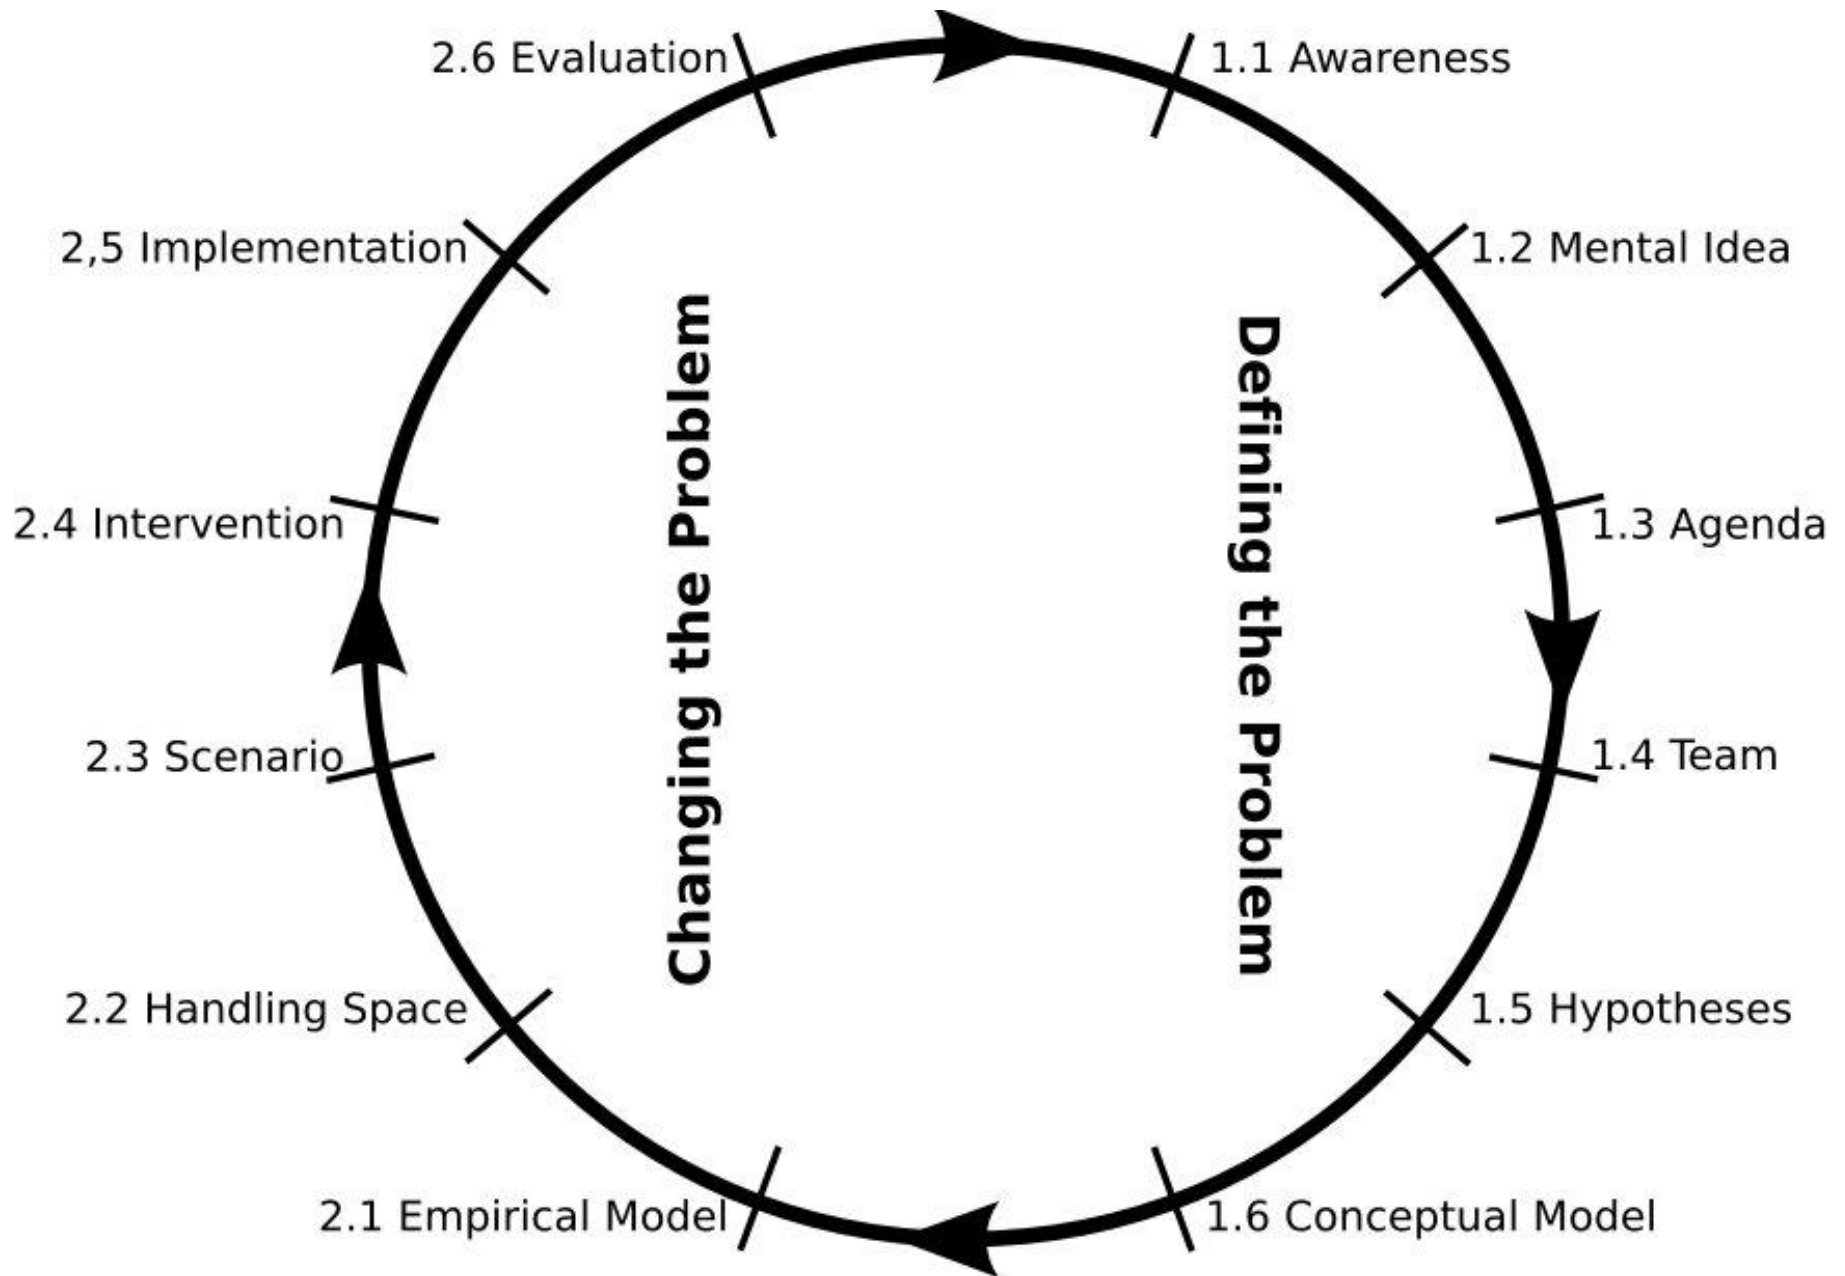 2.6 Evaluation
1.1 Awareness
2,5 Implementation
1.2 Mental Idea
Changing the Problem
Defining the Problem
2.4 Intervention
1.3 Agenda
2.3 Scenario
1.4 Team
2.2 Handling Space
1.5 Hypotheses
2.1 Empirical Model
1.6 Conceptual Model